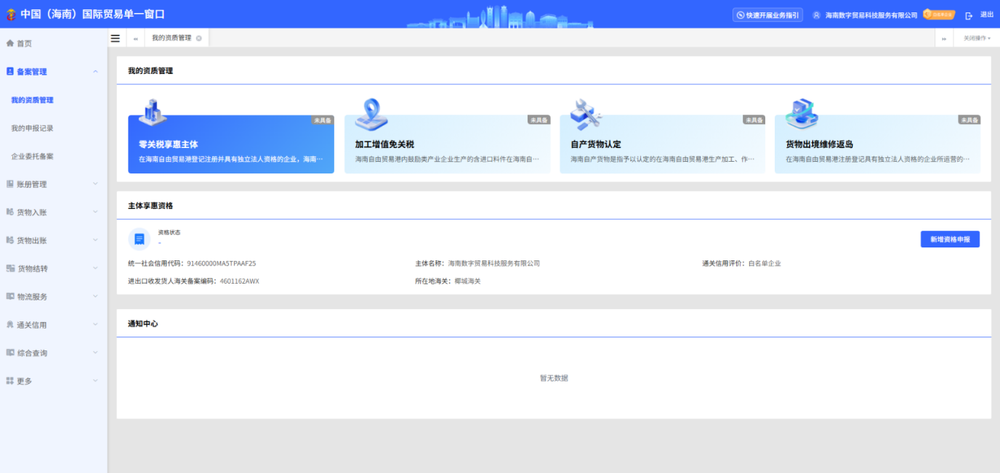 中国（海南）国际贸易单一窗口
快速开展业务指引
海南数字贸易科技服务有限公司
白名单企业
退出
首页
备案管理
我的资质管理
我的申报记录
企业委托备案
账册管理
货物入账
货物出账
货物结转
物流服务
通关信用
综合查询
更多
我的资质管理
关闭操作
我的资质管理
未具备
零关税享惠主体
在海南自由贸易港登记注册并具有独立法人资格的企业，海南…
未具备
加工增值免关税
海南自由贸易港内鼓励类产业企业生产的含进口料件在海南自…
未具备
自产货物认定
海南自产货物是指予以认定的在海南自由贸易港生产加工、作…
未具备
货物出境维修返岛
在海南自由贸易港注册登记具有独立法人资格的企业所运营的…
主体享惠资格
资格状态
-
新增资格申报
统一社会信用代码：91460000MA5TPAAF25
主体名称：海南数字贸易科技服务有限公司
通关信用评价：白名单企业
进出口收发货人海关备案编码：4601162AWX
所在地海关：椰城海关
通知中心
暂无数据